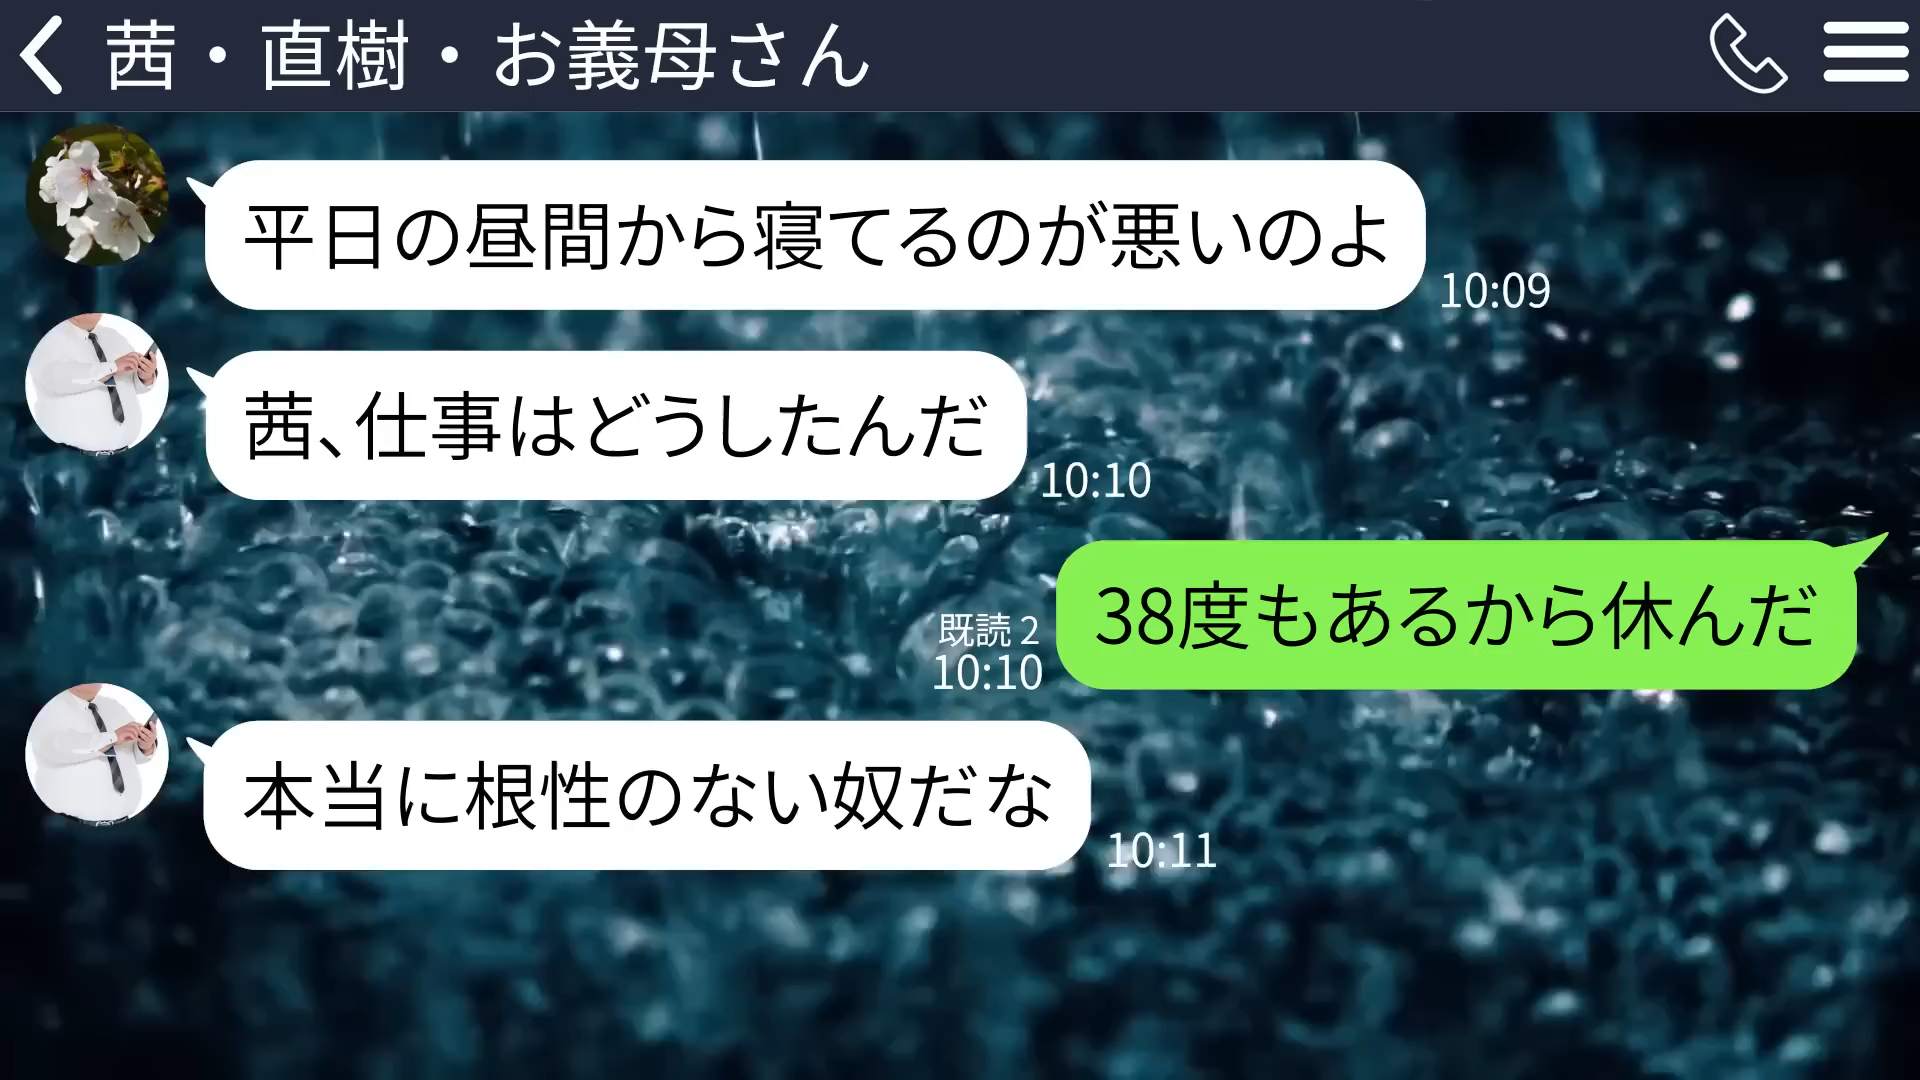 茜・直樹・お義母さん
平日の昼間から寝てるのが悪いのよ
10:09
茜、仕事はどうしたんだ
10:10
38度もあるから休んだ
既読 2
10:10
本当に根性のない奴だな
10:11